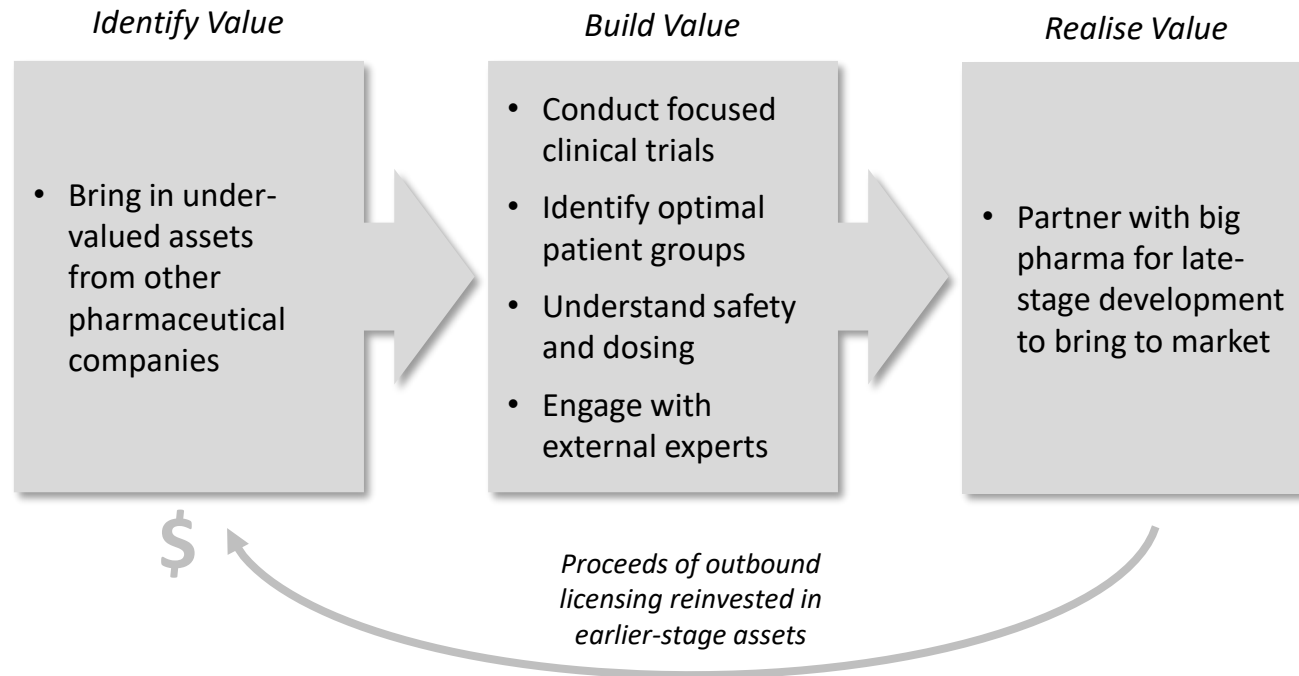 Identify Value
• Bring in under-
valued assets
from other
pharmaceutical
companies
Build Value
• Conduct focused
clinical trials
• Identify optimal
patient groups
• Understand safety
and dosing
• Engage with
external experts
Realise Value
• Partner with big
pharma for late-
stage development
to bring to market
$
Proceeds of outbound
licensing reinvested in
earlier-stage assets